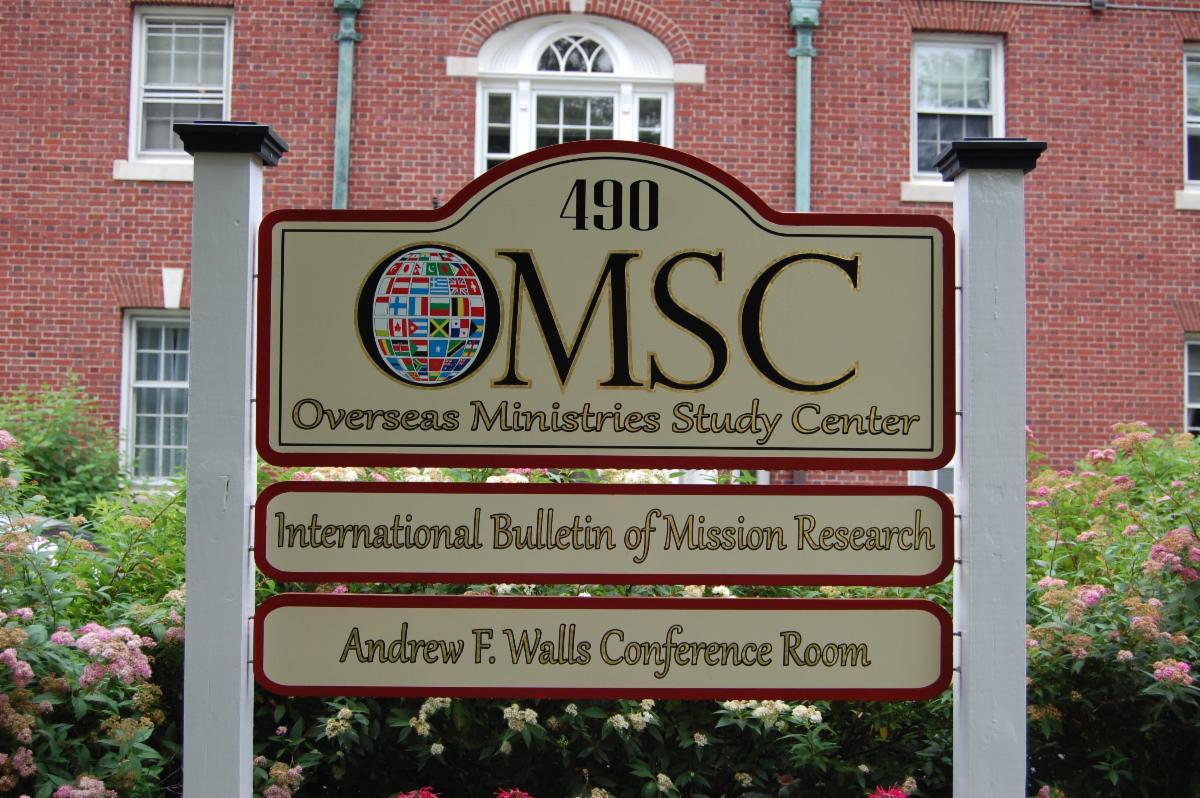 490
OMSC
Overseas Ministries Study Center
International Bulletin of Mission Research
Andrew F. Walls Conference Room